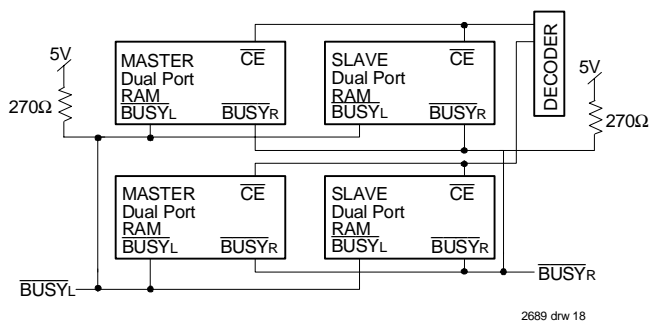 5V
270Ω
MASTER
Dual Port
RAM
BUSYL
CE
BUSYR
SLAVE
Dual Port
RAM
BUSYL
CE
BUSYR
DECODER
5V
270Ω
MASTER
Dual Port
RAM
BUSYL
CE
BUSYR
SLAVE
Dual Port
RAM
BUSYL
CE
BUSYR
BUSYL
BUSYR
2689 drw 18